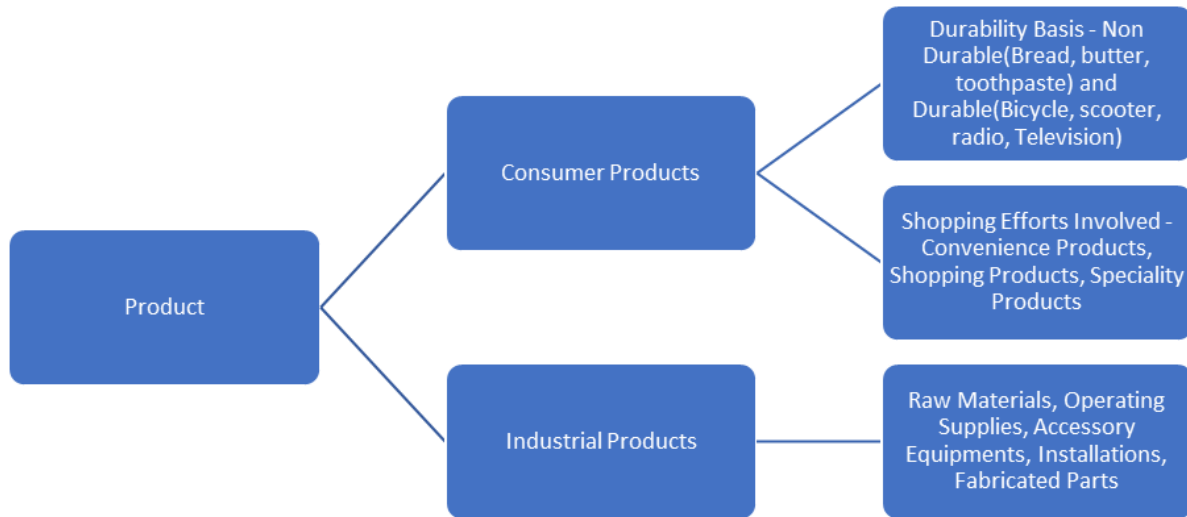 Product
Consumer Products
Industrial Products
Durability Basis - Non
Durable(Bread, butter,
toothpaste) and
Durable(Bicycle, scooter,
radio, Television)
Shopping Efforts Involved -
Convenience Products,
Shopping Products, Speciality
Products
Raw Materials, Operating
Supplies, Accessory
Equipments, Installations,
Fabricated Parts